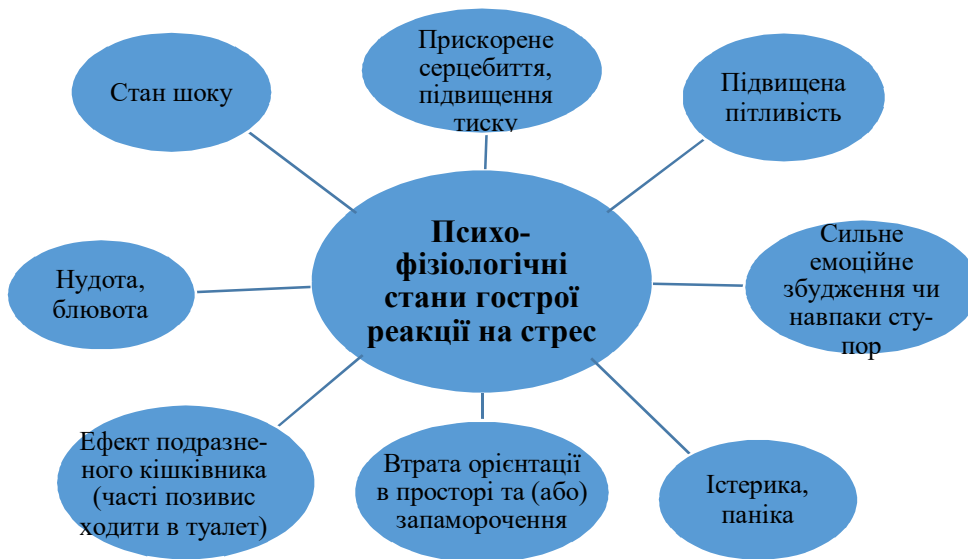 Прискорене
серцебиття,
підвищення
тиску
Стан шоку
Підвищена
пітливість
Психо-
фізіологічні
стани гострої
реакції на стрес
Нудота,
блювота
Сильне
емоційне
збудження чи
навпаки сту-
пор
Ефект подразне-
ного кішківника
(часті позивис
ходити в туалет)
Втрата орієнтації
в просторі та (або)
запаморочення
Істерика,
паніка